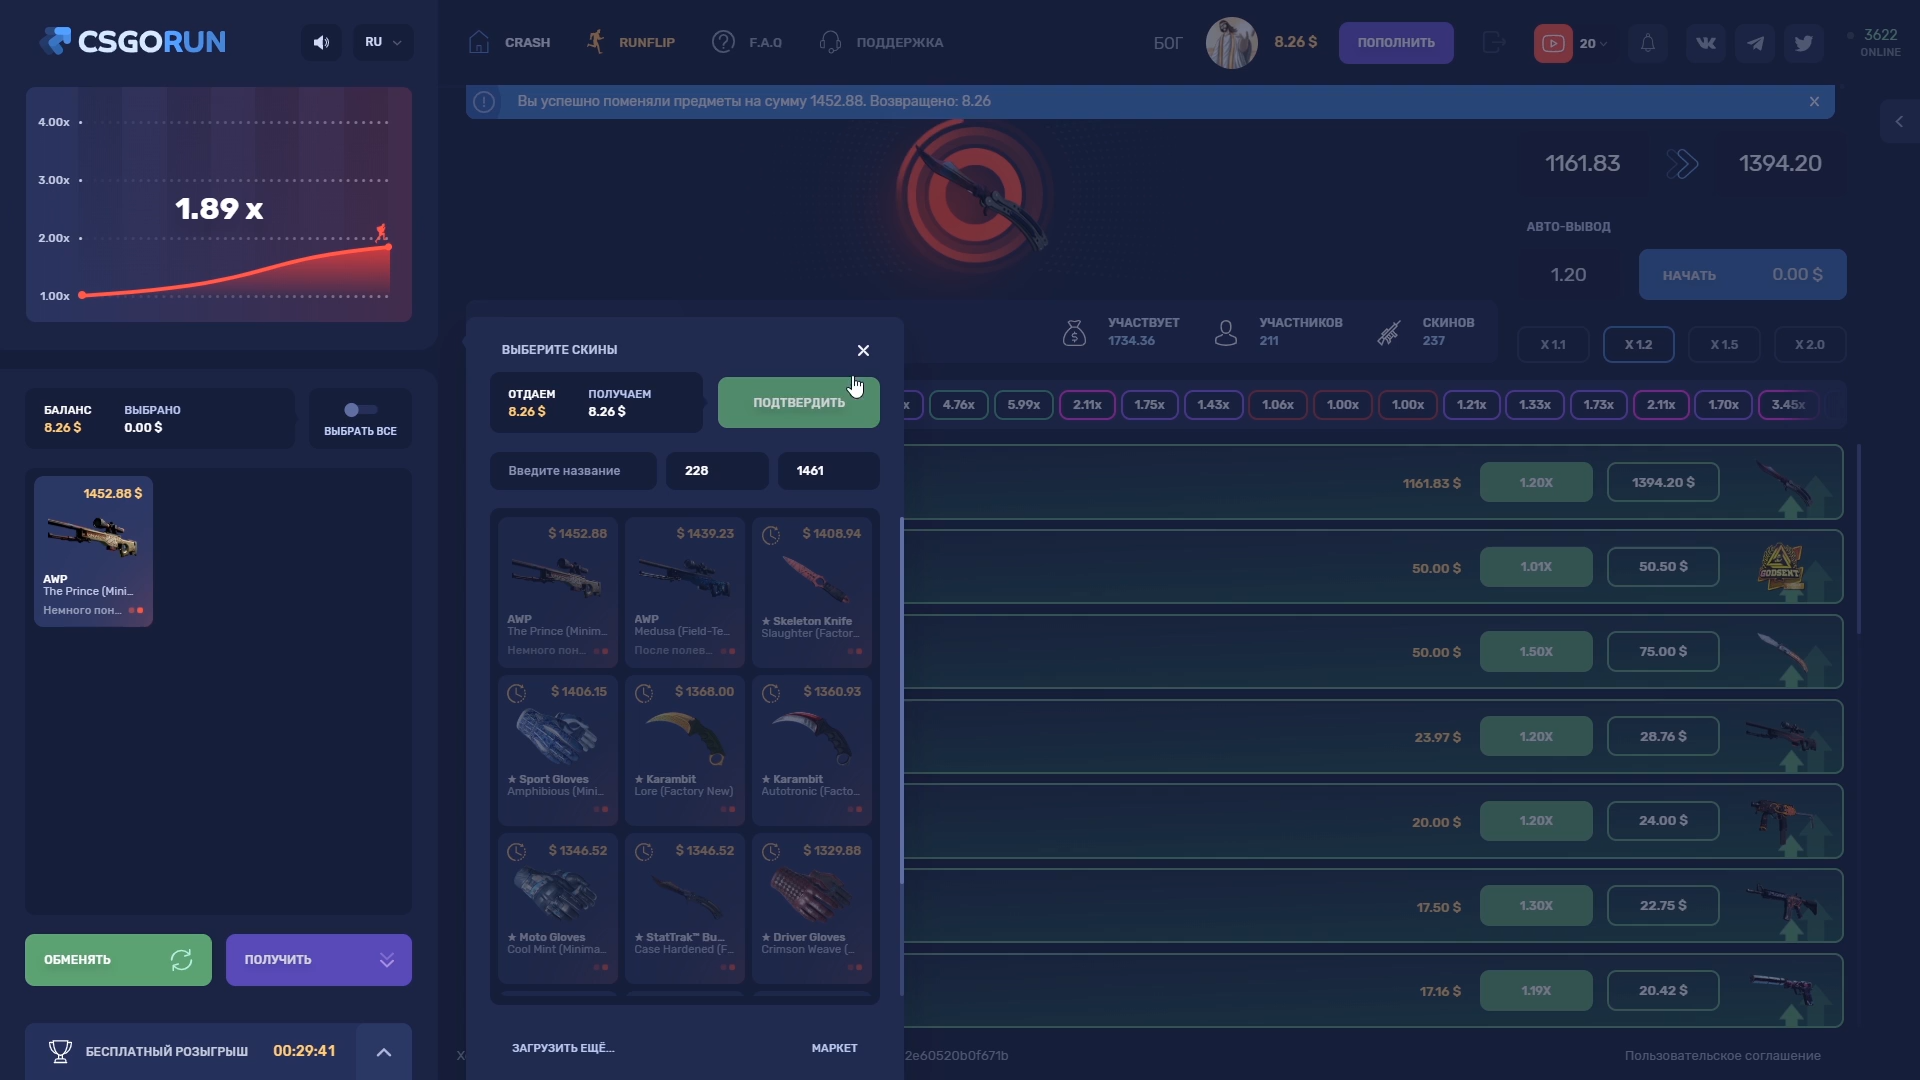 CSGORUN
RU
CRASH
RUNFLIP
F.A.Q
ПОДДЕРЖКА
БОГ
8.26 $
ПОПОЛНИТЬ
20
3622
ONLINE
Вы успешно поменяли предметы на сумму 1452.88. Возвращено: 8.26
4.00x
3.00x
2.00x
1.00x
1.89 x
1161.83
1394.20
АВТО-ВЫВОД
1.20
НАЧАТЬ 0.00 $
X 1.1
X 1.2
X 1.5
X 2.0
УЧАСТВУЕТ
1734.36
УЧАСТНИКОВ
211
СКИНОВ
237
БАЛАНС
8.26 $
ВЫБРАНО
0.00 $
ВЫБРАТЬ ВСЕ
1452.88 $
AWP
The Prince (Mini...
Немного пон...
ОБМЕНЯТЬ
ПОЛУЧИТЬ
БЕСПЛАТНЫЙ РОЗЫГРЫШ 00:29:41
ВЫБЕРИТЕ СКИНЫ
ОТДАЕМ
8.26 $
ПОЛУЧАЕМ
8.26 $
ПОДТВЕРДИТЬ
Введите название
228
1461
$ 1452.88
AWP
The Prince (Minim...
Немного пон...
$ 1439.23
AWP
Medusa (Field-Te...
После полев...
$ 1408.94
★ Skeleton Knife
Slaughter (Factor...
$ 1406.15
★ Sport Gloves
Amphibious (Mini...
$ 1368.00
★ Karambit
Lore (Factory New)
$ 1360.93
★ Karambit
Autotronic (Facto...
$ 1346.52
★ Moto Gloves
Cool Mint (Minima...
$ 1346.52
★ StatTrak™ Bu...
Case Hardened (F...
$ 1329.88
★ Driver Gloves
Crimson Weave (...
ЗАГРУЗИТЬ ЕЩЁ...
МАРКЕТ
x
4.76x
5.99x
2.11x
1.75x
1.43x
1.06x
1.00x
1.00x
1.21x
1.33x
1.73x
2.11x
1.70x
3.45x
1161.83 $ 1.20X 1394.20 $
50.00 $ 1.01X 50.50 $
GODSENT
50.00 $ 1.50X 75.00 $
23.97 $ 1.20X 28.76 $
20.00 $ 1.20X 24.00 $
17.50 $ 1.30X 22.75 $
17.16 $ 1.19X 20.42 $
Х
2e60520b0f671b
Пользовательское соглашение